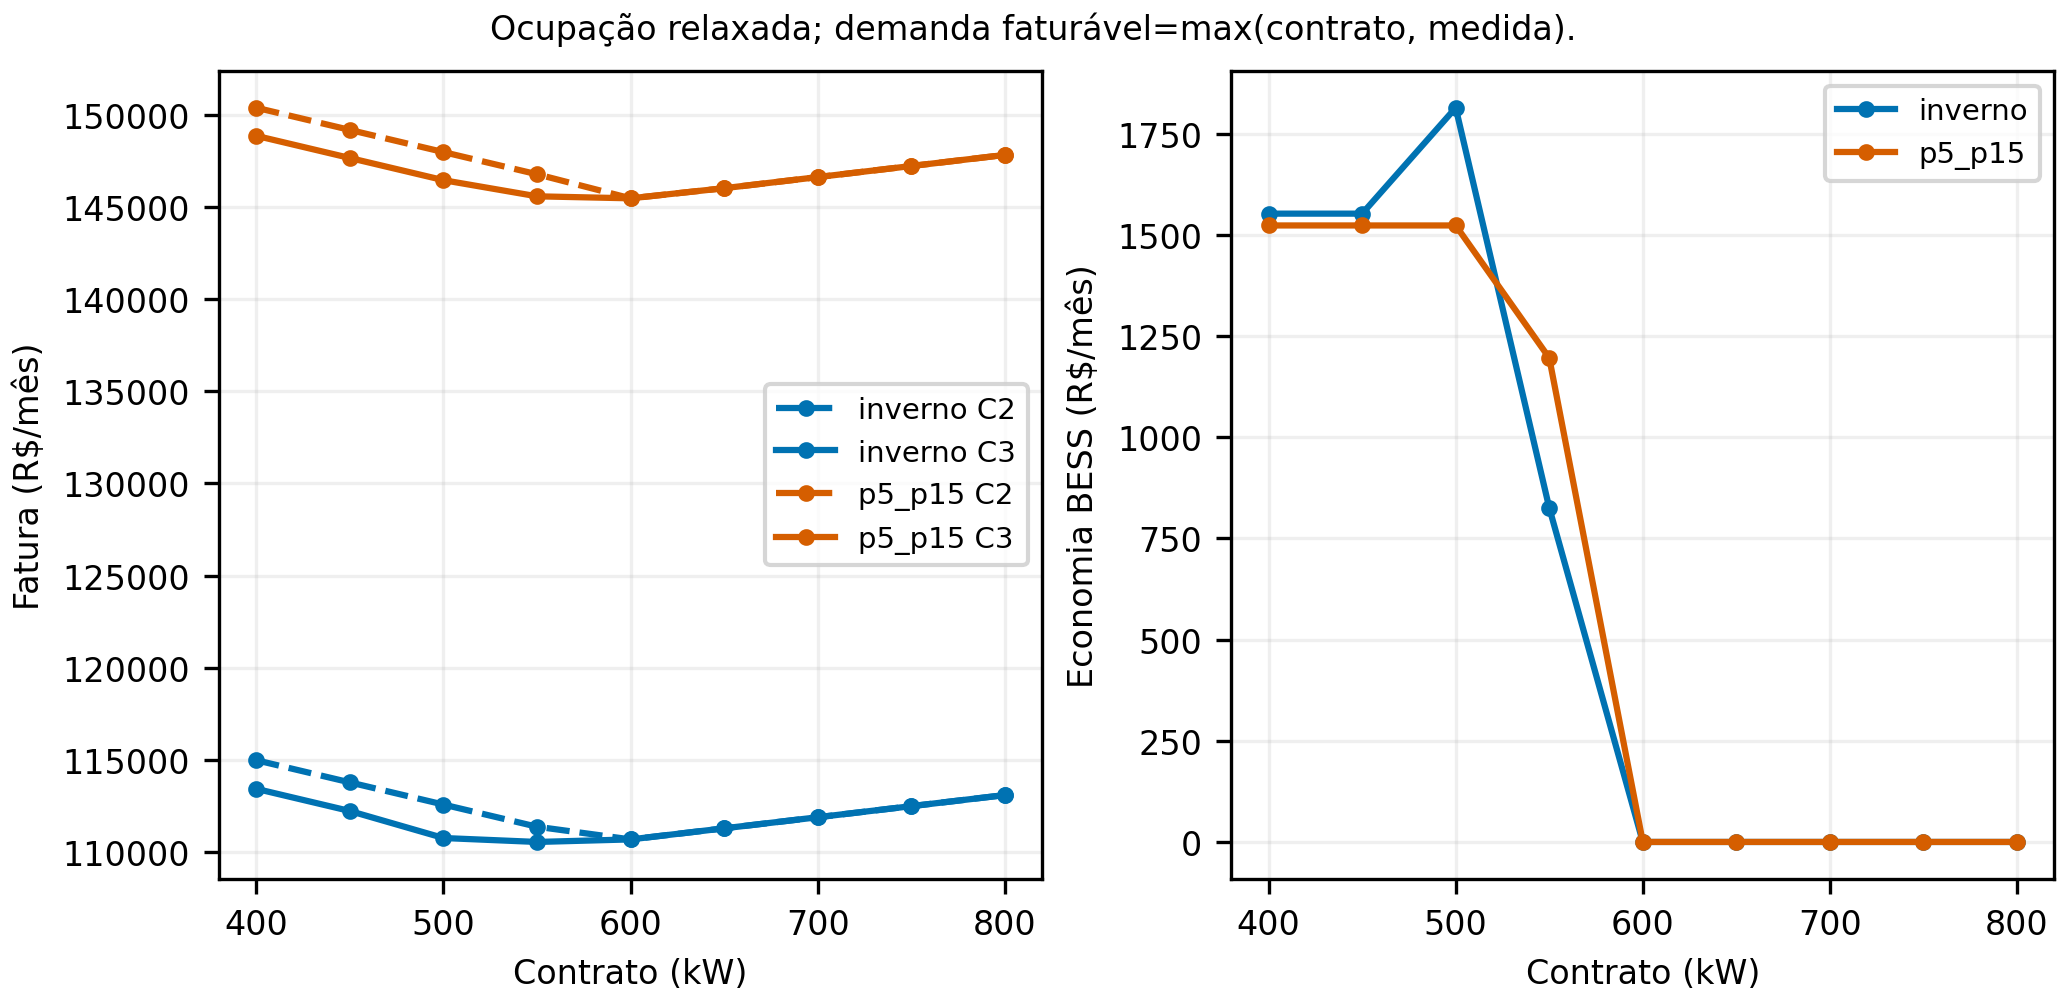 Ocupação relaxada; demanda faturável=max(contrato, medida).
Fatura (R$/mês)
150000
145000
140000
135000
130000
125000
120000
115000
110000
inverno C2
inverno C3
p5_p15 C2
p5_p15 C3
400 500 600 700 800
Contrato (kW)
Economia BESS (R$/mês)
1750
1500
1250
1000
750
500
250
0
inverno
p5_p15
400 500 600 700 800
Contrato (kW)